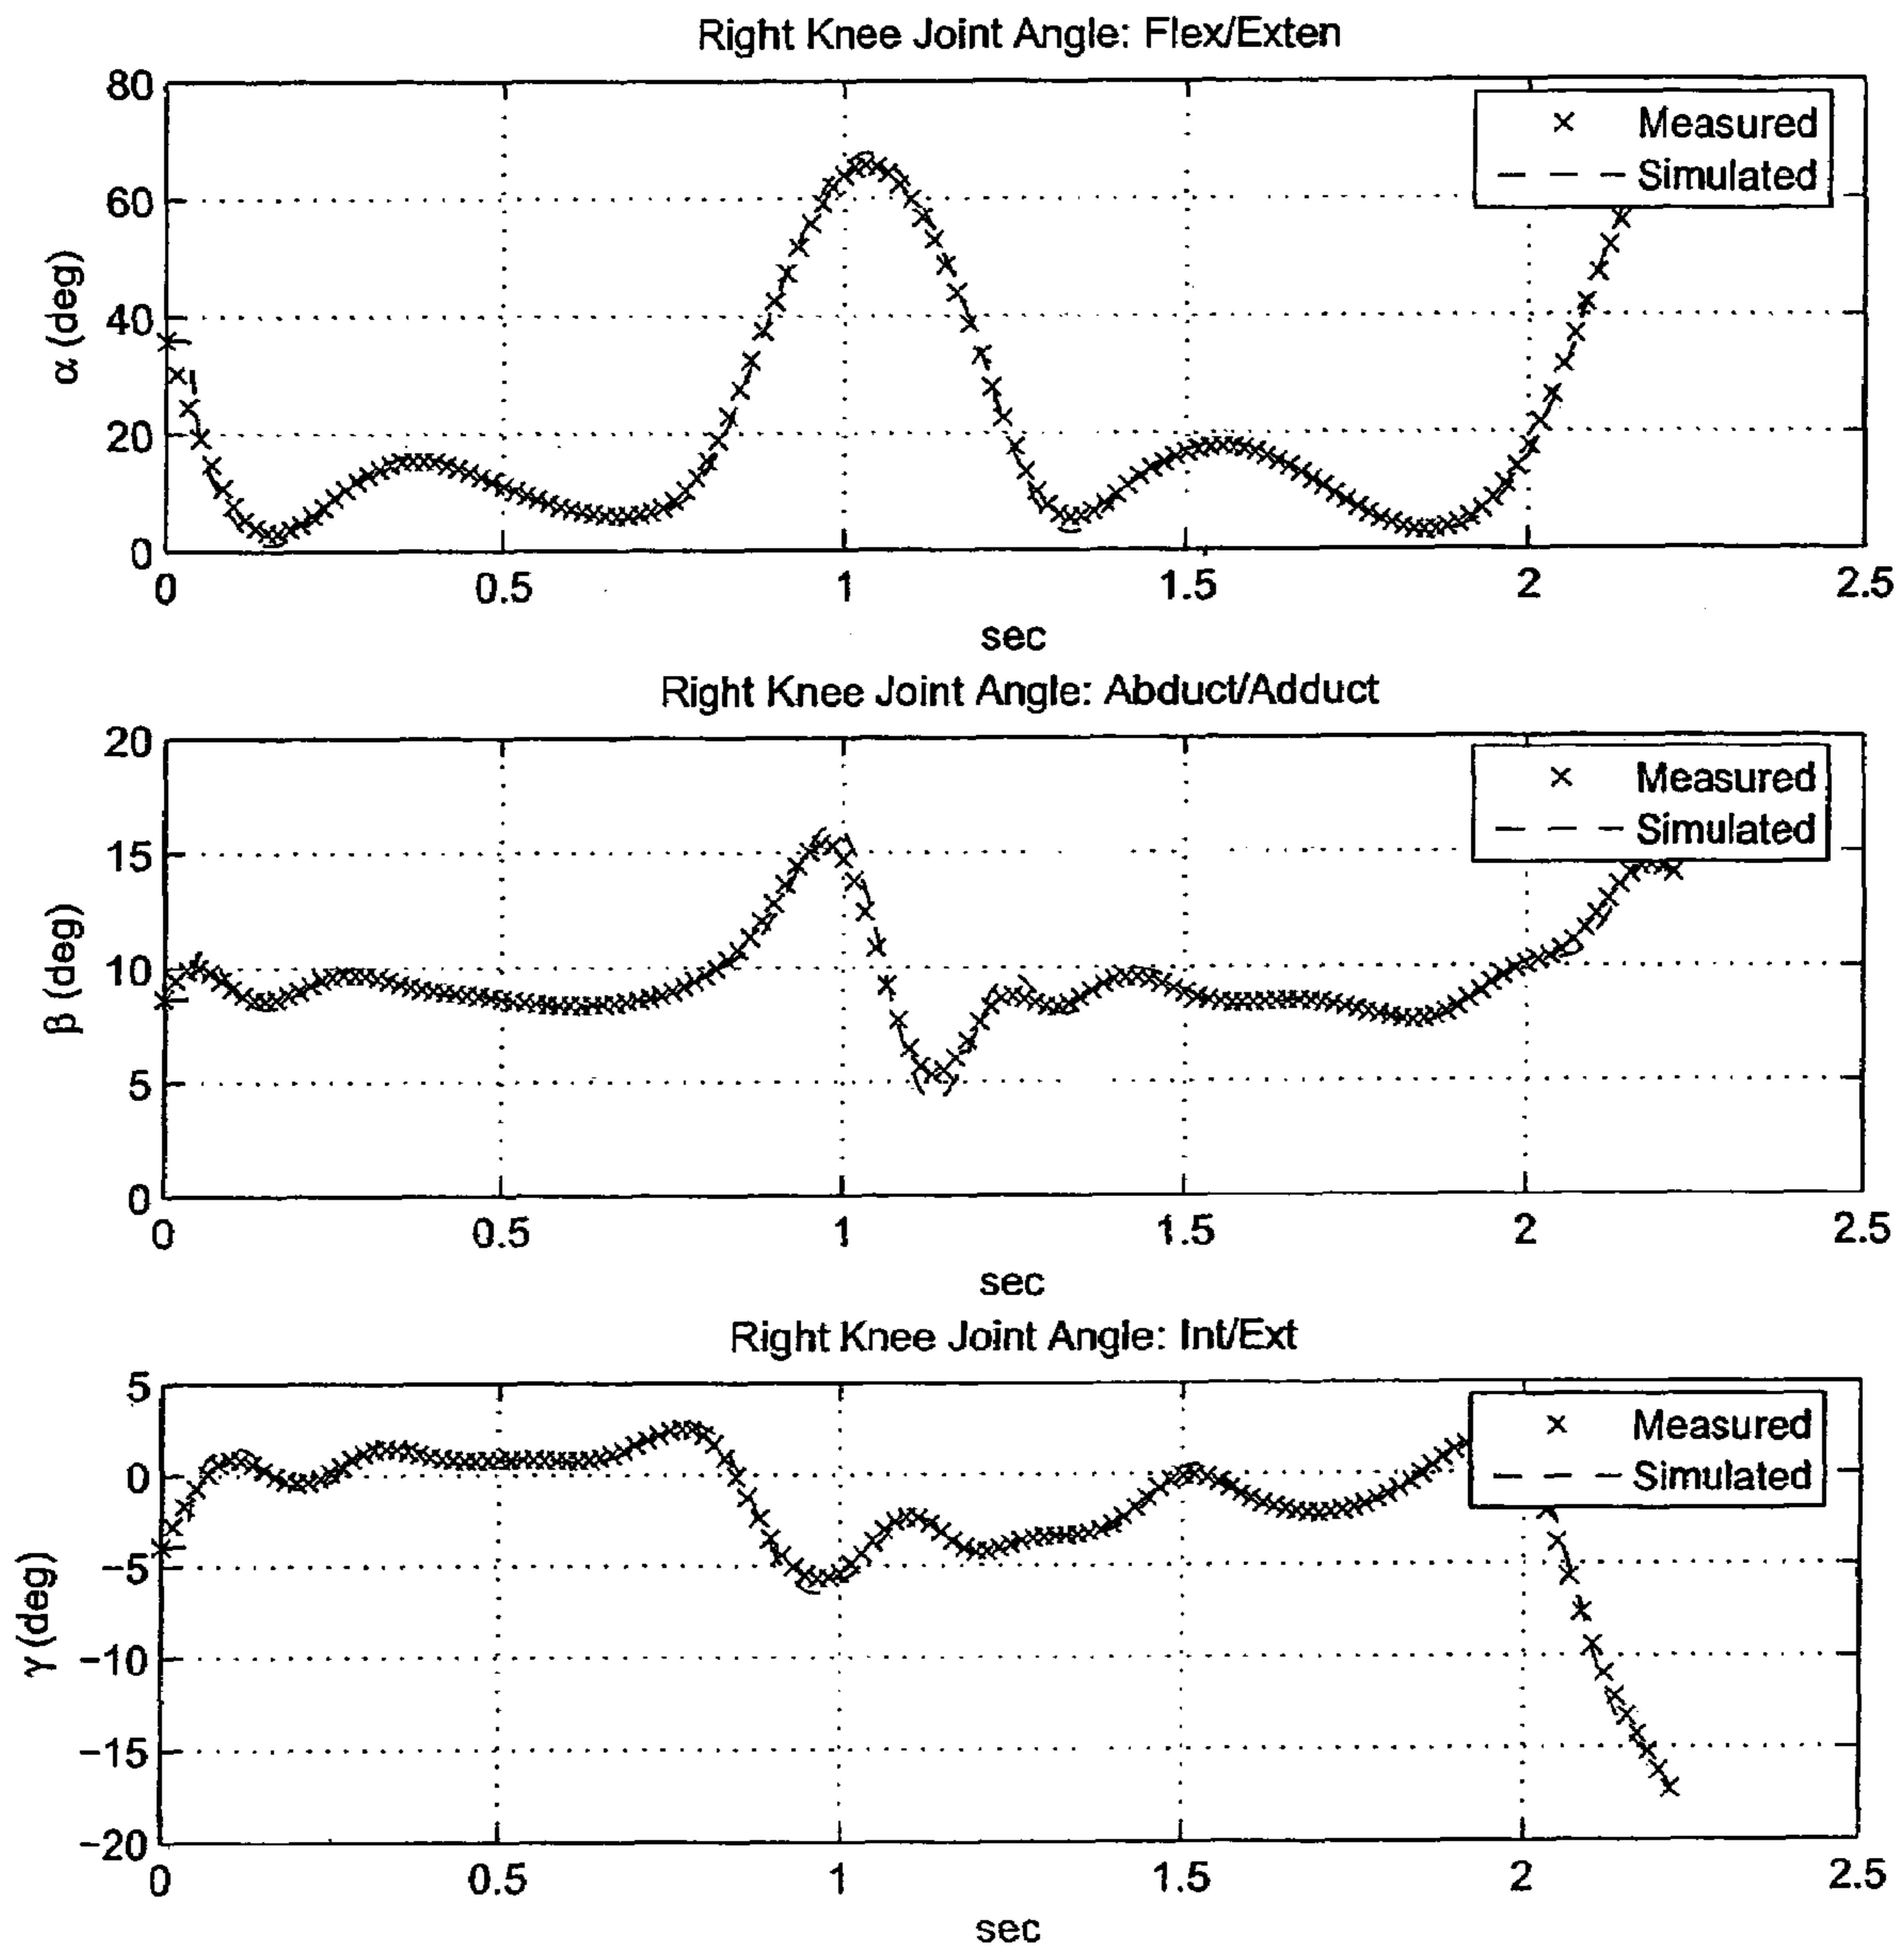 Right Knee Joint Angle: Flex/Exten
80
60
40
20
0
α (deg)
Measured
Simulated
0 0.5 1 1.5 2 2.5
sec
Right Knee Joint Angle: Abduct/Adduct
20
15
10
5
0
β (deg)
Measured
Simulated
0 0.5 1 1.5 2 2.5
sec
Right Knee Joint Angle: Int/Ext
5
0
−5
−10
−15
−20
γ (deg)
Measured
Simulated
0 0.5 1 1.5 2 2.5
sec